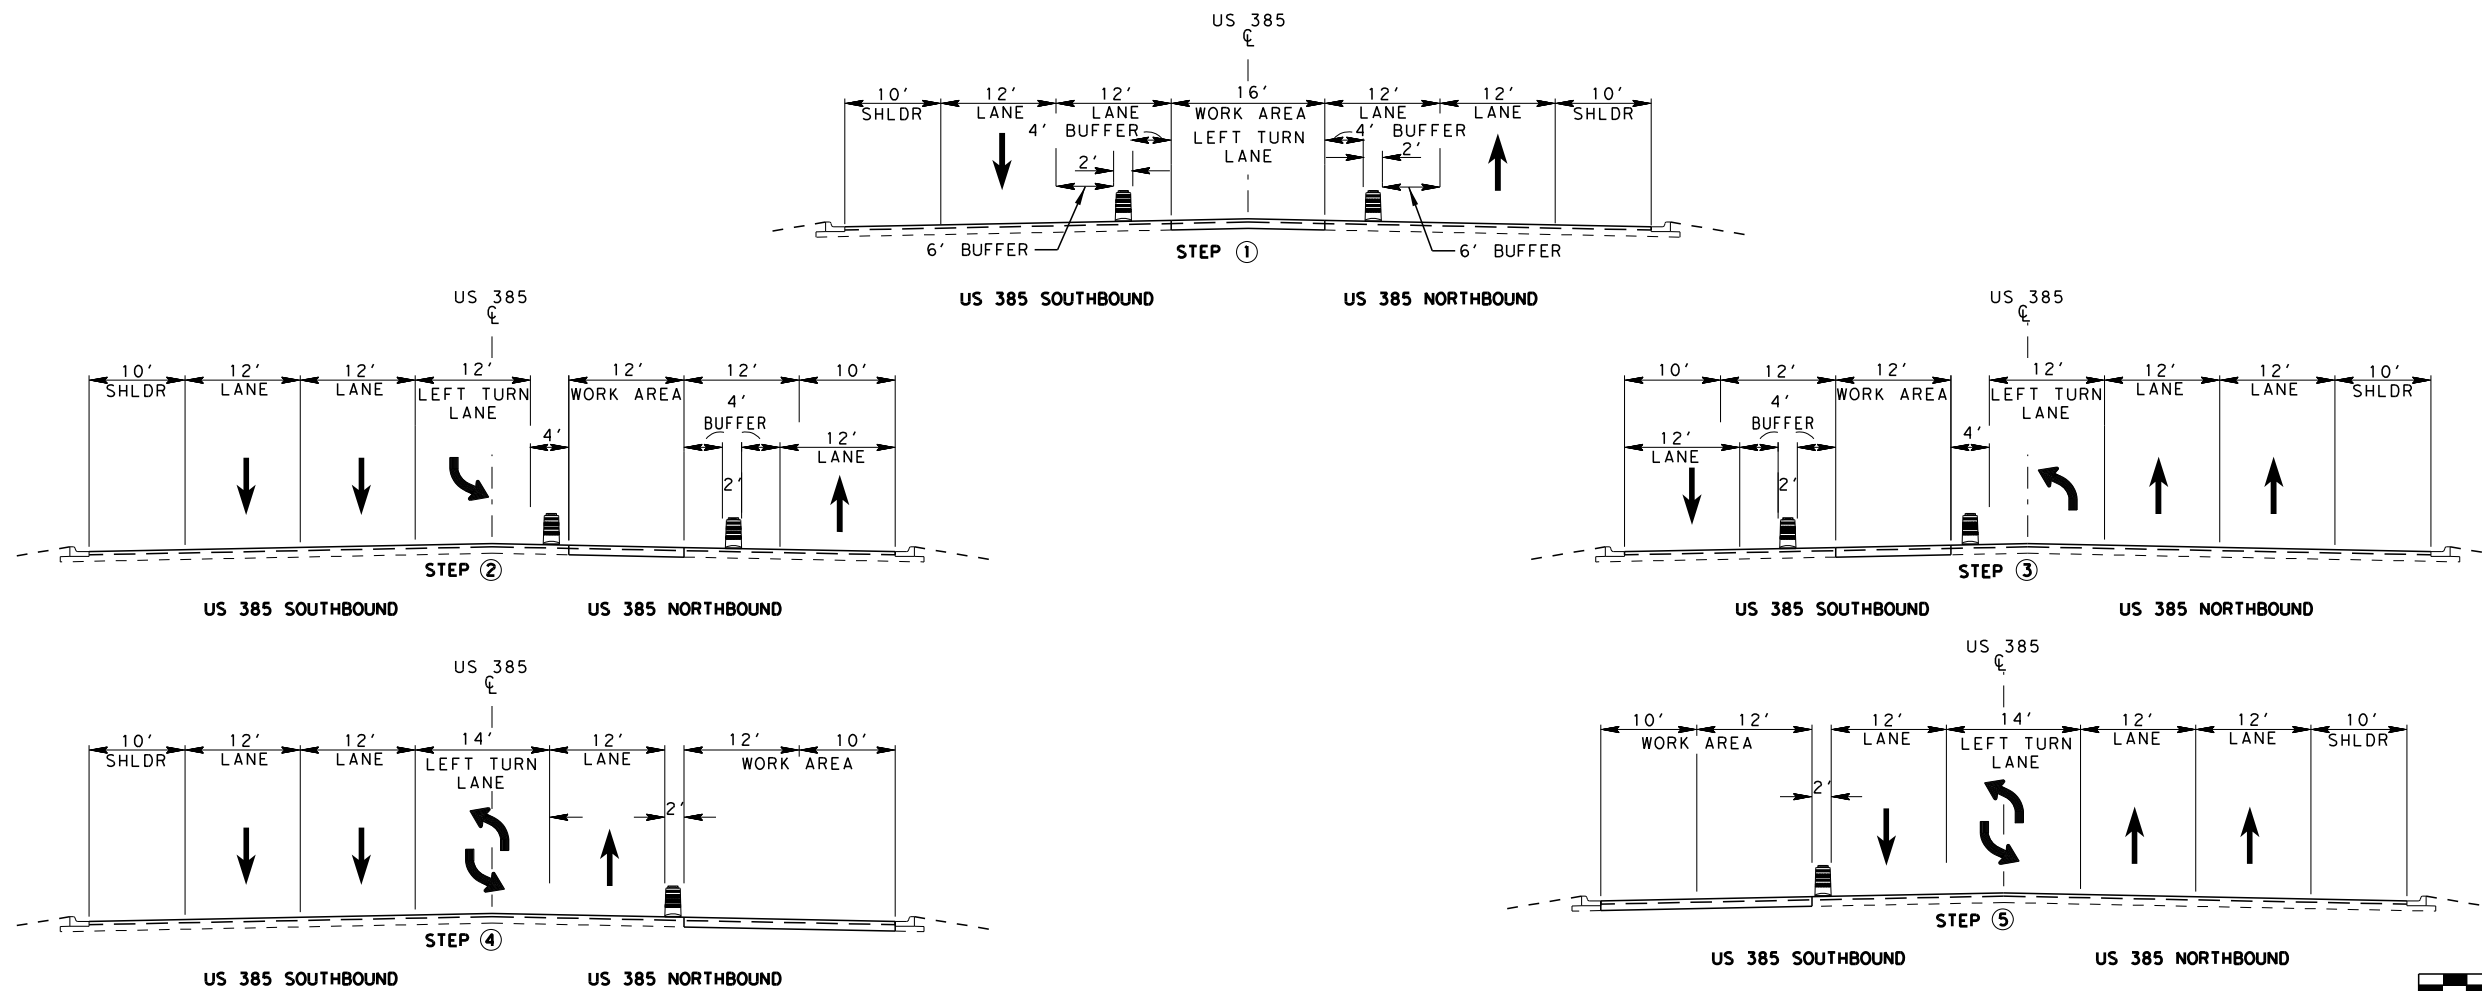 US 385
℄
10' 12' 12' 16' 12' 12' 10'
SHLDR LANE LANE WORK AREA LANE LANE SHLDR
4' BUFFER LEFT TURN 4' BUFFER
LANE
2' 2'
6' BUFFER 6' BUFFER
STEP 1
US 385 SOUTHBOUND US 385 NORTHBOUND
US 385
℄
10' 12' 12' 12' 12' 12' 10'
SHLDR LANE LANE LEFT TURN WORK AREA
LANE
4'
BUFFER
4' 12'
LANE
2'
STEP 2
US 385 SOUTHBOUND US 385 NORTHBOUND
US 385
℄
10' 12' 12' 12' 12' 12' 10'
WORK AREA LEFT TURN LANE LANE SHLDR
LANE
4'
BUFFER
12' 4'
LANE
2'
STEP 3
US 385 SOUTHBOUND US 385 NORTHBOUND
US 385
℄
10' 12' 12' 14' 12' 12' 10'
SHLDR LANE LANE LEFT TURN LANE WORK AREA
LANE
2'
STEP 4
US 385 SOUTHBOUND US 385 NORTHBOUND
US 385
℄
10' 12' 12' 14' 12' 12' 10'
WORK AREA LANE LEFT TURN LANE LANE SHLDR
LANE
2'
STEP 5
US 385 SOUTHBOUND US 385 NORTHBOUND